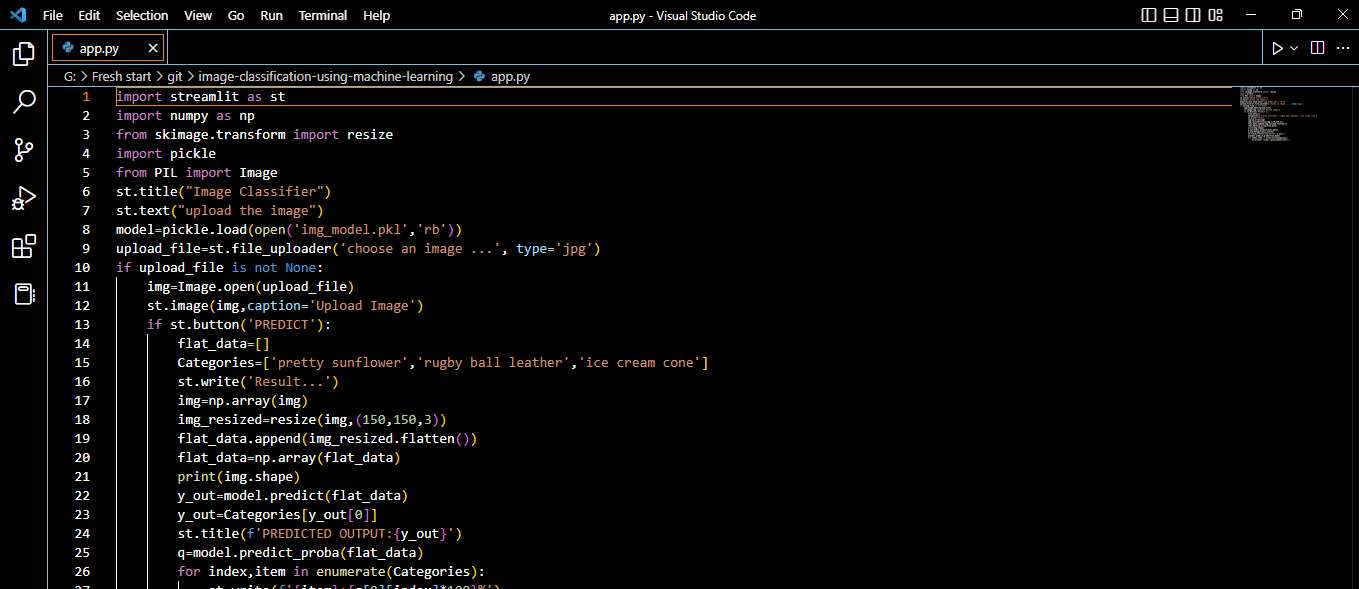 File Edit Selection View Go Run Terminal Help app.py - Visual Studio Code
app.py
G: > Fresh start > git > image-classification-using-machine-learning > app.py
1 import streamlit as st
2 import numpy as np
3 from skimage.transform import resize
4 import pickle
5 from PIL import Image
6 st.title("Image Classifier")
7 st.text("upload the image")
8 model=pickle.load(open('img_model.pkl','rb'))
9 upload_file=st.file_uploader('choose an image ...', type='jpg')
10 if upload_file is not None:
11 img=Image.open(upload_file)
12 st.image(img,caption='Upload Image')
13 if st.button('PREDICT'):
14 flat_data=[]
15 Categories=['pretty sunflower','rugby ball leather','ice cream cone']
16 st.write('Result...')
17 img=np.array(img)
18 img_resized=resize(img,(150,150,3))
19 flat_data.append(img_resized.flatten())
20 flat_data=np.array(flat_data)
21 print(img.shape)
22 y_out=model.predict(flat_data)
23 y_out=Categories[y_out[0]]
24 st.title(f'PREDICTED OUTPUT:{y_out}')
25 q=model.predict_proba(flat_data)
26 for index,item in enumerate(Categories):
27 st.write(f'{item}:{q[0][index]*100}%')